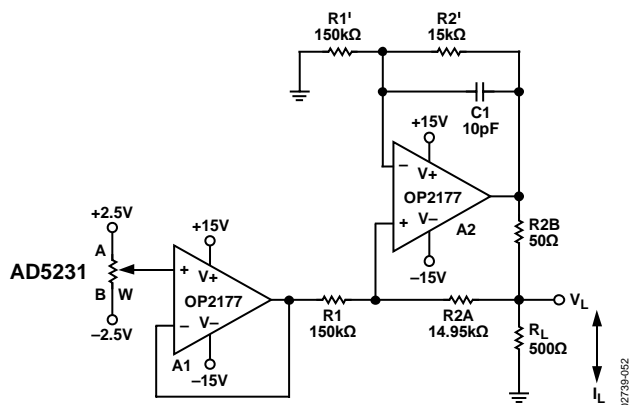 R1'
150kΩ
R2'
15kΩ
C1
10pF
+15V
–
V+
OP2177
+
V–
A2
–15V
R2B
50Ω
+2.5V
A
AD5231
B
W
–2.5V
+15V
+
V+
OP2177
–
V–
A1
–15V
R1
150kΩ
R2A
14.95kΩ
VL
RL
500Ω
IL
02739-052